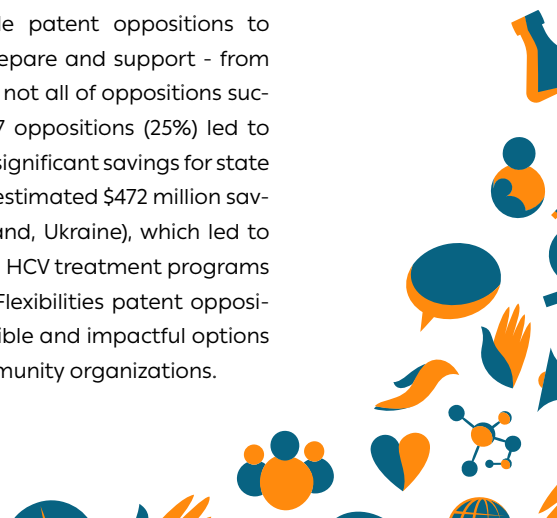 le patent oppositions to
epare and support - from
not all of oppositions suc-
7 oppositions (25%) led to
significant savings for state
estimated $472 million sav-
and, Ukraine), which led to
HCV treatment programs
Flexibilities patent opposi-
ible and impactful options
munity organizations.